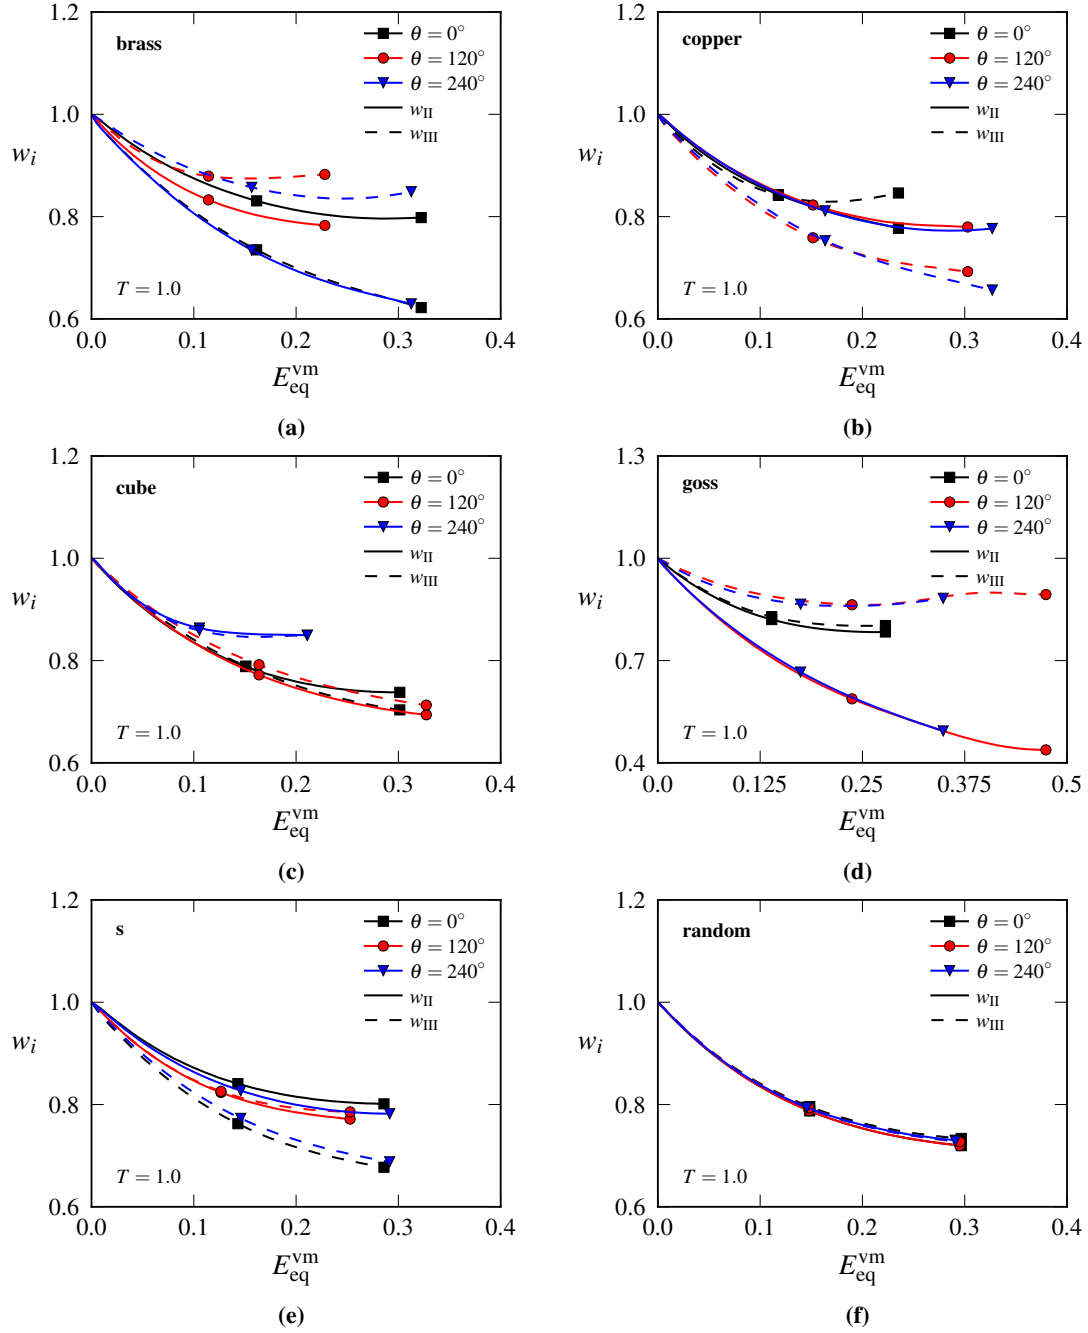 1.2
brass
θ = 0°
θ = 120°
θ = 240°
w_II
w_III
1.0
w_i
0.8
T = 1.0
0.6
0.0 0.1 0.2 0.3 0.4
E_eq^vm
(a)
1.2
copper
θ = 0°
θ = 120°
θ = 240°
w_II
w_III
1.0
w_i
0.8
T = 1.0
0.6
0.0 0.1 0.2 0.3 0.4
E_eq^vm
(b)
1.2
cube
θ = 0°
θ = 120°
θ = 240°
w_II
w_III
1.0
w_i
0.8
T = 1.0
0.6
0.0 0.1 0.2 0.3 0.4
E_eq^vm
(c)
1.3
goss
θ = 0°
θ = 120°
θ = 240°
w_II
w_III
1.0
w_i
0.7
T = 1.0
0.4
0.0 0.125 0.25 0.375 0.5
E_eq^vm
(d)
1.2
s
θ = 0°
θ = 120°
θ = 240°
w_II
w_III
1.0
w_i
0.8
T = 1.0
0.6
0.0 0.1 0.2 0.3 0.4
E_eq^vm
(e)
1.2
random
θ = 0°
θ = 120°
θ = 240°
w_II
w_III
1.0
w_i
0.8
T = 1.0
0.6
0.0 0.1 0.2 0.3 0.4
E_eq^vm
(f)